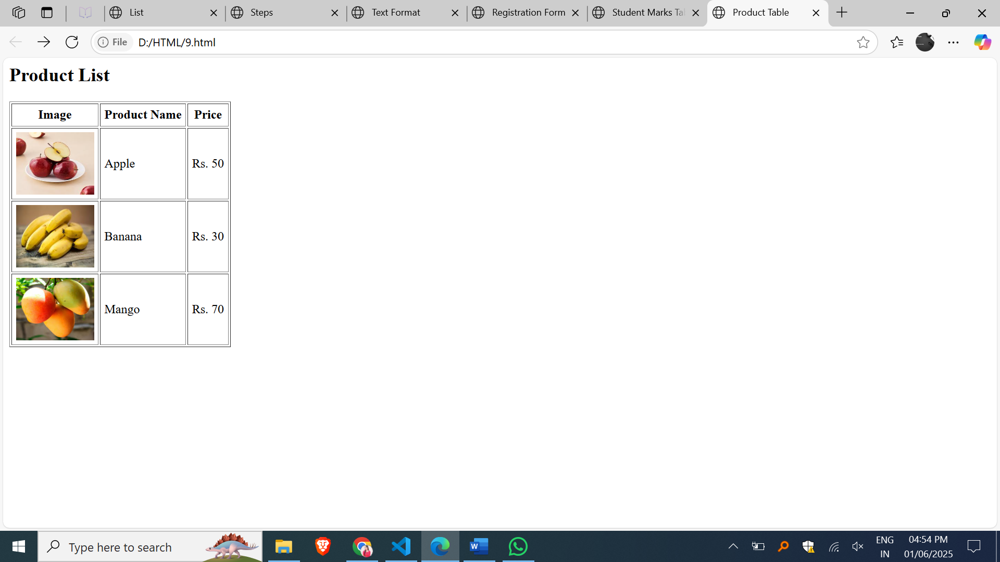 List
Steps
Text Format
Registration Form
Student Marks Ta
Product Table
File
D:/HTML/9.html
Product List
Image Product Name Price
Apple Rs. 50
Banana Rs. 30
Mango Rs. 70
Type here to search
W
ENG
IN
04:54 PM
01/06/2025